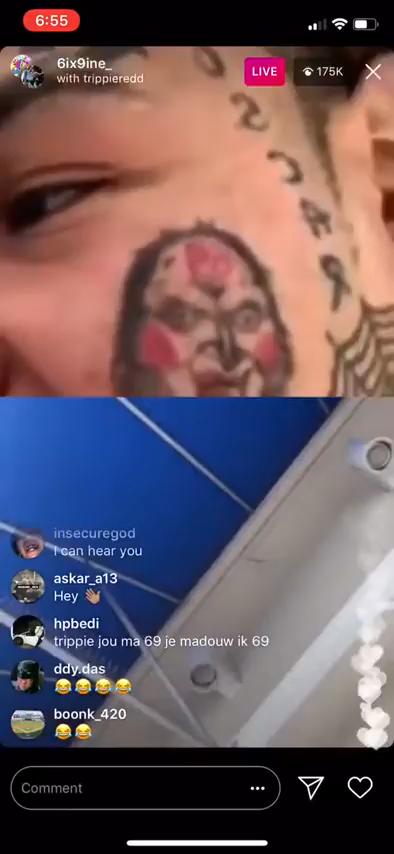 6:55
6ix9ine_
with trippieredd
LIVE
175K
insecuregod
I can hear you
askar_a13
Hey 👋🏽
hpbedi
trippie jou ma 69 je madouw ik 69
ddy.das
😂😂😂😂
boonk_420
😂😂
Comment